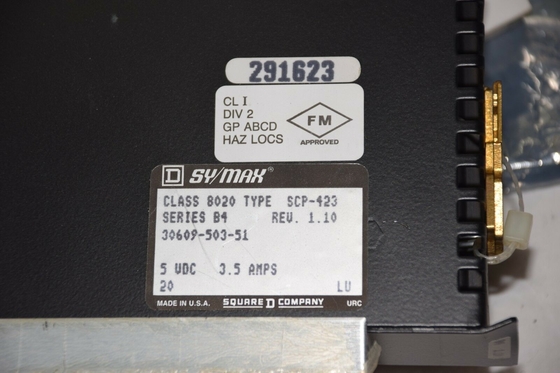 291623
CL I
DIV 2
GP ABCD
HAZ LOCS
FM
APPROVED
D SY/MAX®
CLASS 8020 TYPE SCP-423
SERIES B4 REV. 1.10
30609-503-51
5 VDC 3.5 AMPS
20 LU
MADE IN U.S.A. SQUARE D COMPANY URC